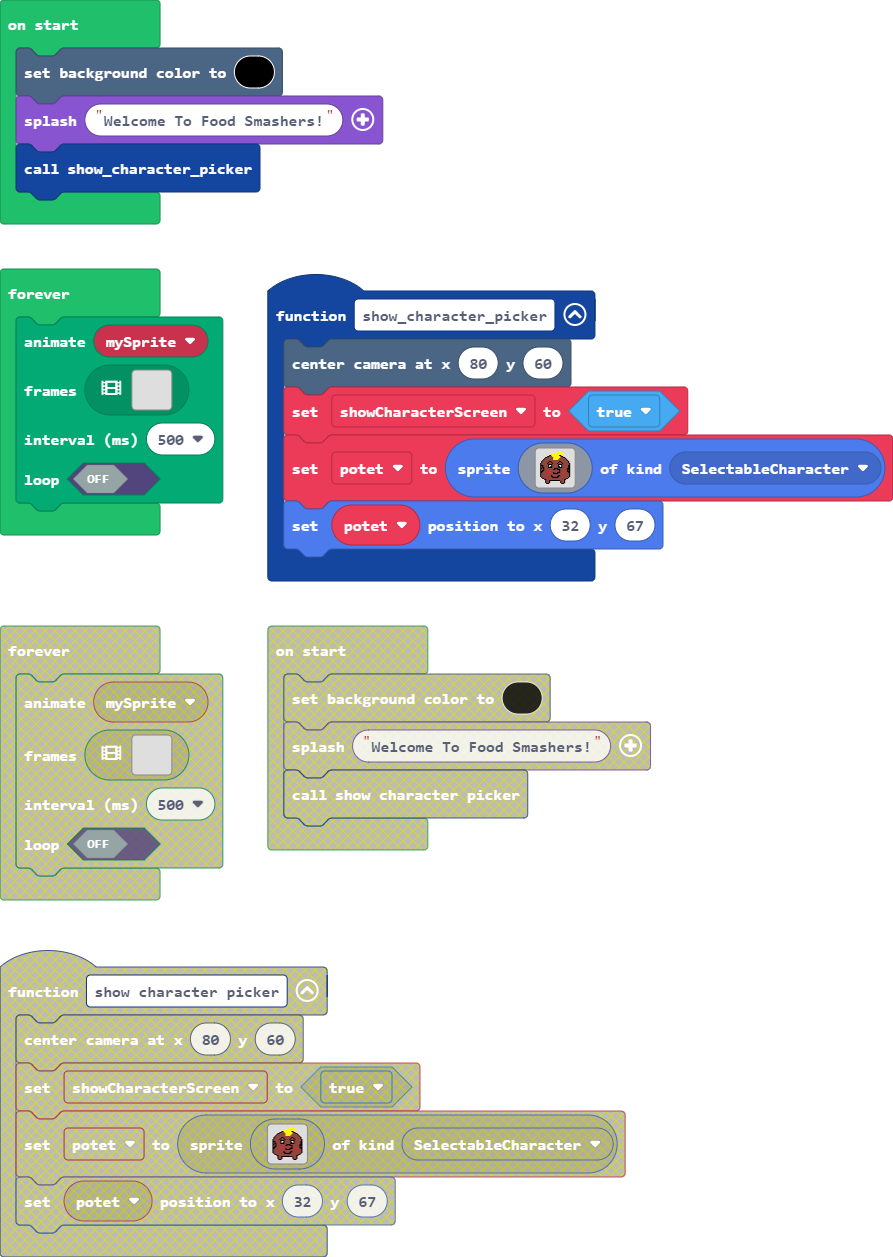 on start
set background color to
splash "Welcome To Food Smashers!"
call show_character_picker
forever
animate mySprite
frames
interval (ms) 500
loop OFF
function show_character_picker
center camera at x 80 y 60
set showCharacterScreen to true
set potet to sprite of kind SelectableCharacter
set potet position to x 32 y 67
forever
animate mySprite
frames
interval (ms) 500
loop OFF
on start
set background color to
splash "Welcome To Food Smashers!"
call show character picker
function show character picker
center camera at x 80 y 60
set showCharacterScreen to true
set potet to sprite of kind SelectableCharacter
set potet position to x 32 y 67